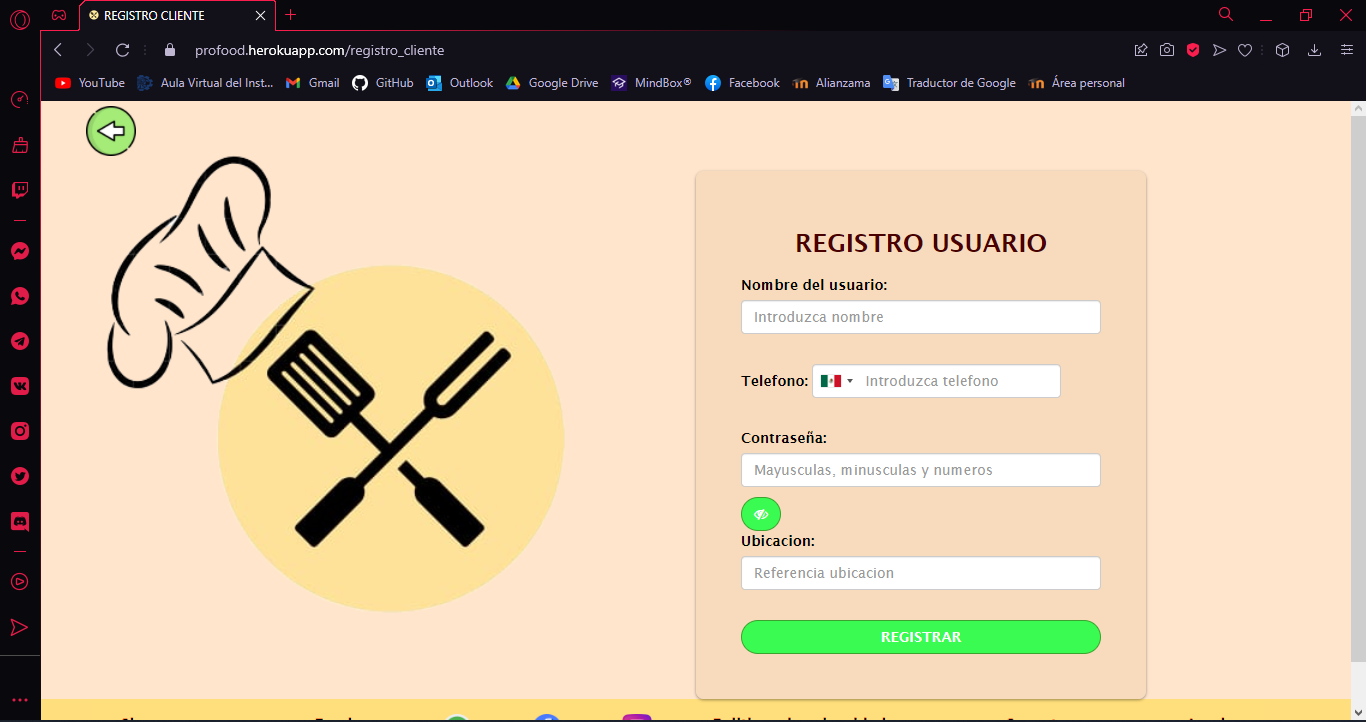 REGISTRO CLIENTE
profood.herokuapp.com/registro_cliente
YouTube Aula Virtual del Inst... Gmail GitHub Outlook Google Drive MindBox® Facebook Alianzama Traductor de Google Área personal
REGISTRO USUARIO
Nombre del usuario:
Introduzca nombre
Telefono: Introduzca telefono
Contraseña:
Mayusculas, minusculas y numeros
Ubicacion:
Referencia ubicacion
REGISTRAR